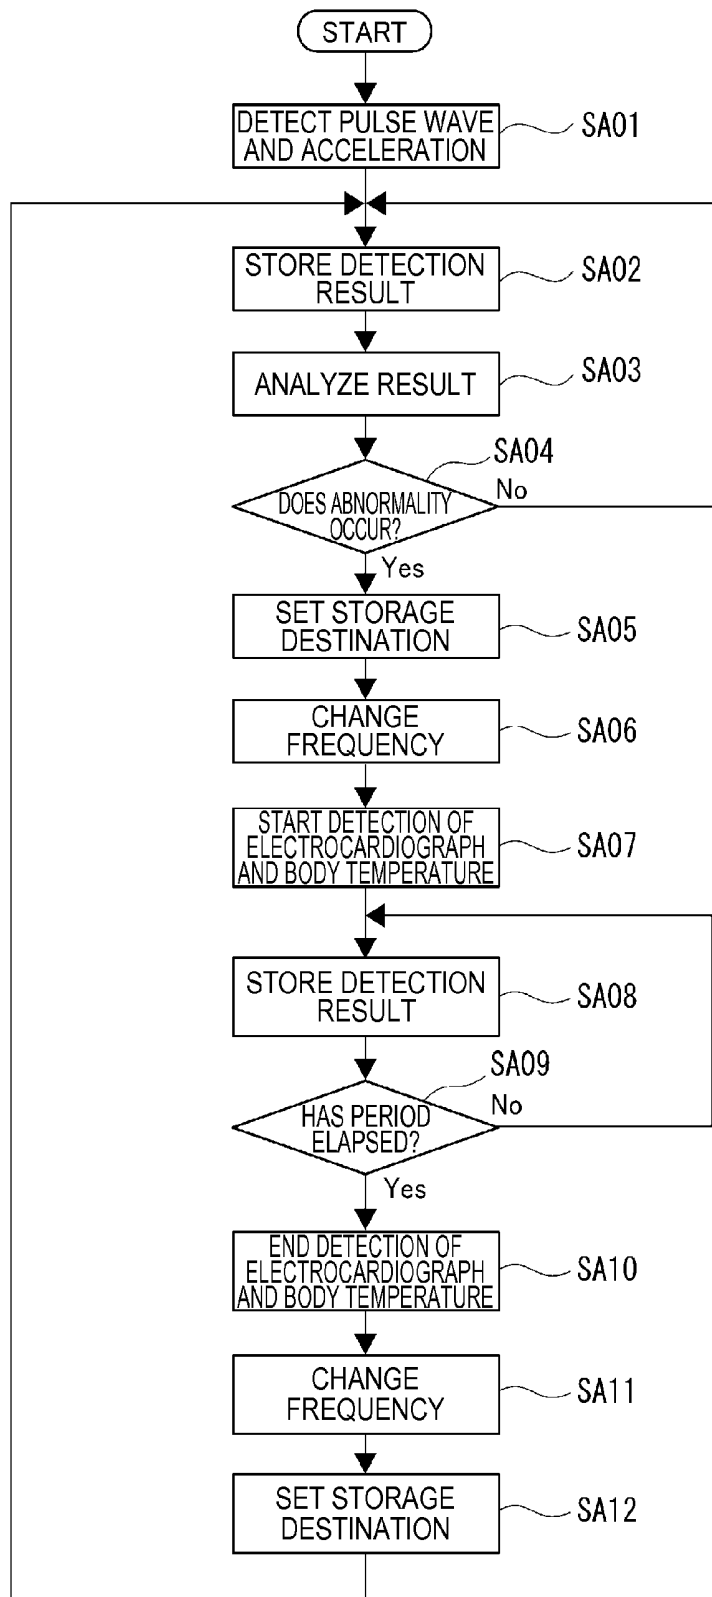 START
DETECT PULSE WAVE
AND ACCELERATION
SA01
STORE DETECTION
RESULT
SA02
ANALYZE RESULT
SA03
SA04
DOES ABNORMALITY
OCCUR?
No
Yes
SET STORAGE
DESTINATION
SA05
CHANGE
FREQUENCY
SA06
START DETECTION OF
ELECTROCARDIOGRAPH
AND BODY TEMPERATURE
SA07
STORE DETECTION
RESULT
SA08
SA09
HAS PERIOD
ELAPSED?
No
Yes
END DETECTION OF
ELECTROCARDIOGRAPH
AND BODY TEMPERATURE
SA10
CHANGE
FREQUENCY
SA11
SET STORAGE
DESTINATION
SA12